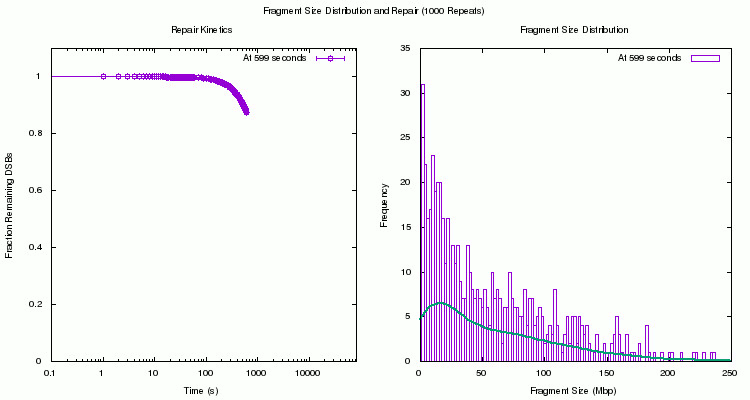 Fragment Size Distribution and Repair (1000 Repeats)
Repair Kinetics
At 599 seconds
1
0.8
0.6
0.4
0.2
0
Fraction Remaining DSBs
0.1 1 10 100 1000 10000
Time (s)
Fragment Size Distribution
At 599 seconds
35
30
25
20
15
10
5
0
Frequency
0 50 100 150 200 250
Fragment Size (Mbp)